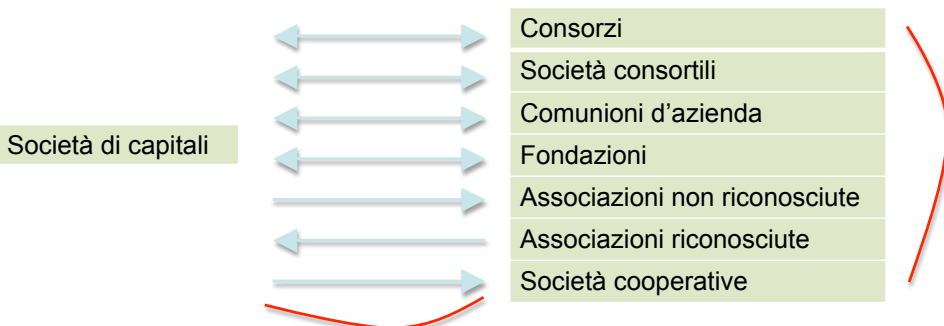 Consorzi
Società consortili
Comunioni d'azienda
Società di capitali
Fondazioni
Associazioni non riconosciute
Associazioni riconosciute
Società cooperative